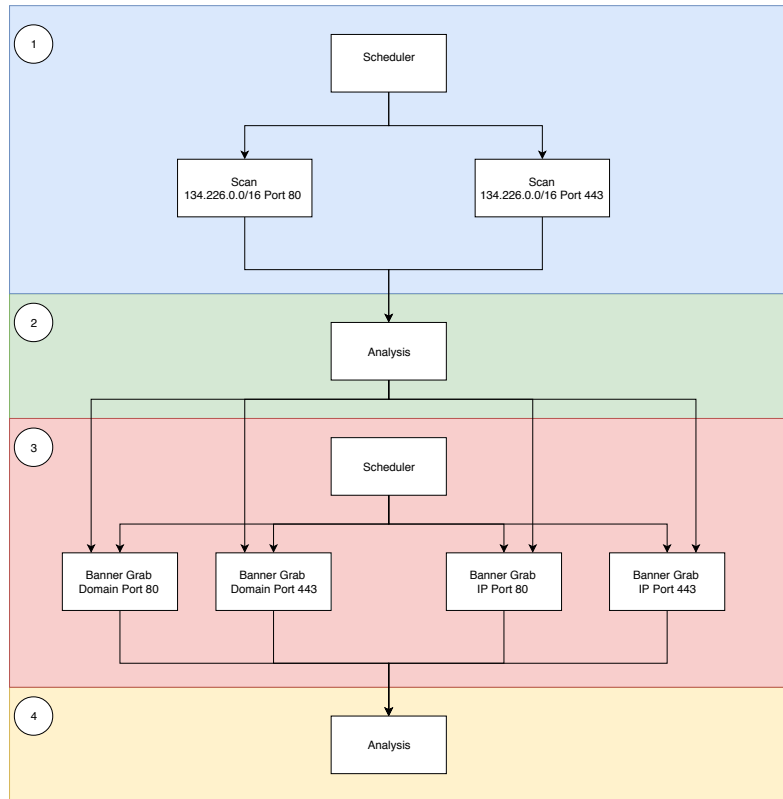 1
Scheduler
Scan
134.226.0.0/16 Port 80
Scan
134.226.0.0/16 Port 443
2
Analysis
3
Scheduler
Banner Grab
Domain Port 80
Banner Grab
Domain Port 443
Banner Grab
IP Port 80
Banner Grab
IP Port 443
4
Analysis